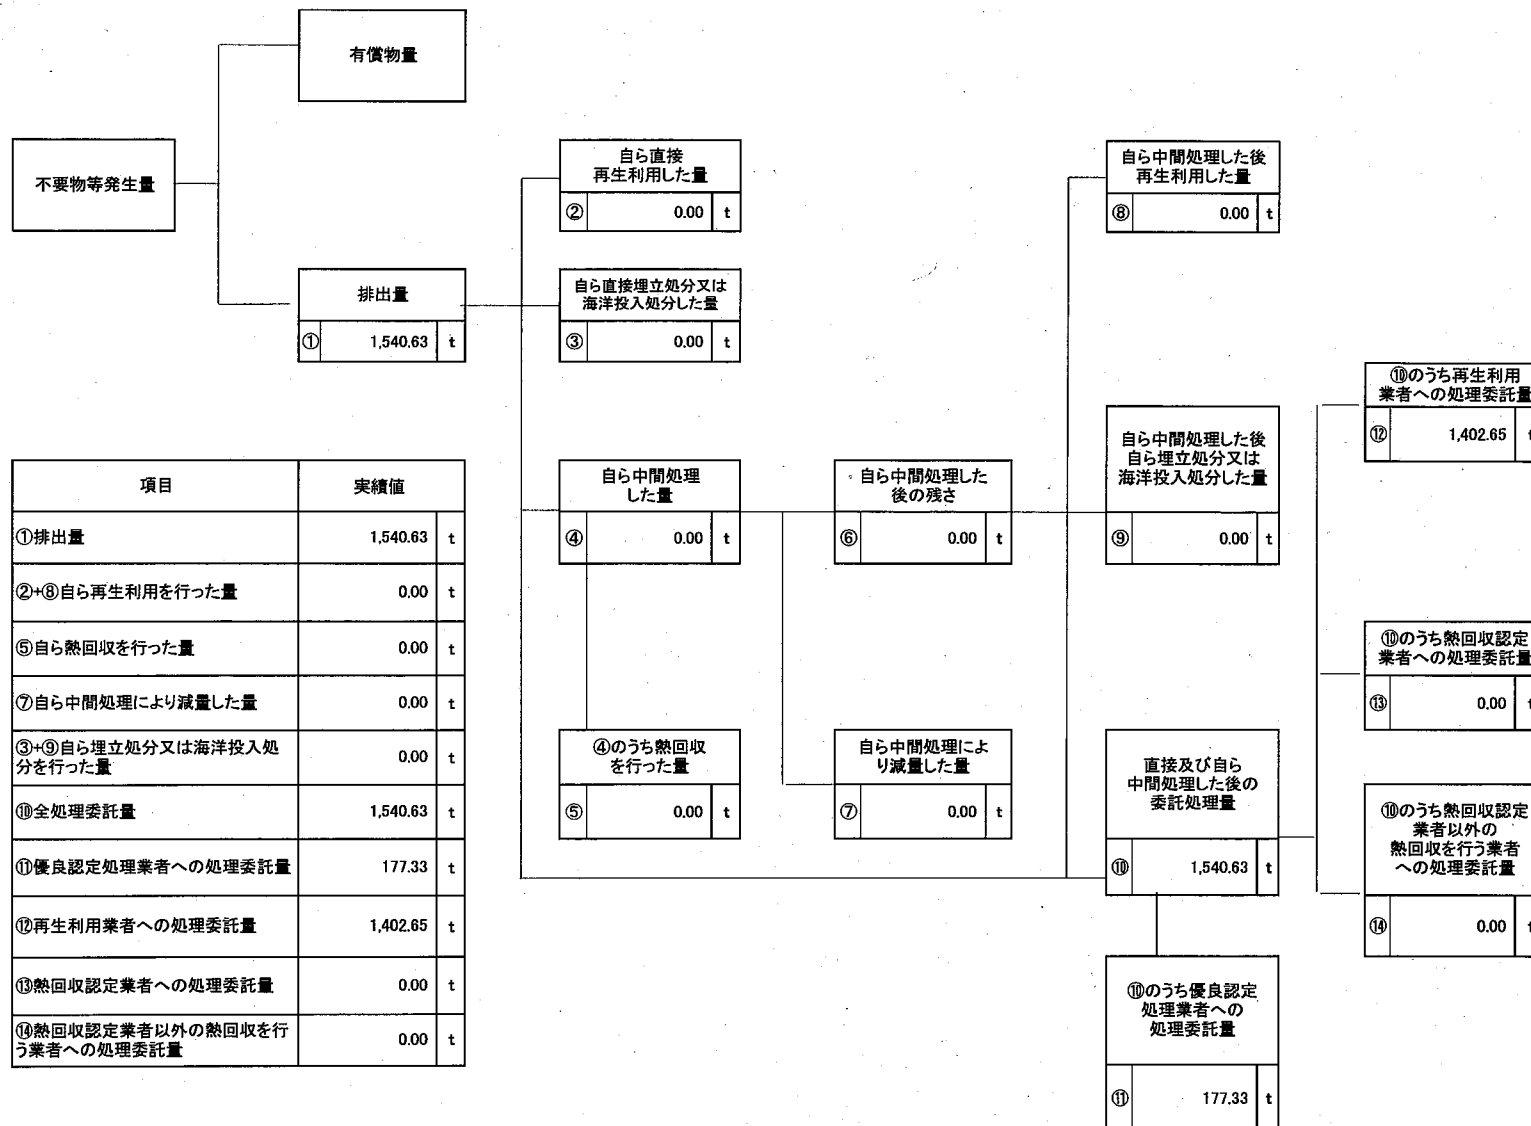 有償物量
不要物等発生量
排出量
① 1,540.63 t
自ら直接
再生利用した量
② 0.00 t
自ら直接埋立処分又は
海洋投入処分した量
③ 0.00 t
自ら中間処理した後
再生利用した量
⑧ 0.00 t
自ら中間処理
した量
④ 0.00 t
自ら中間処理した
後の残さ
⑥ 0.00 t
自ら中間処理した後
自ら埋立処分又は
海洋投入処分した量
⑨ 0.00 t
⑩のうち再生利用
業者への処理委託量
⑫ 1,402.65 t
⑩のうち熱回収認定
業者への処理委託量
⑬ 0.00 t
④のうち熱回収
を行った量
⑤ 0.00 t
自ら中間処理によ
り減量した量
⑦ 0.00 t
直接及び自ら
中間処理した後の
委託処理量
⑩ 1,540.63 t
⑩のうち熱回収認定
業者以外の
熱回収を行う業者
への処理委託量
⑭ 0.00 t
⑩のうち優良認定
処理業者への
処理委託量
⑪ 177.33 t
項目 実績値
①排出量 1,540.63 t
②+⑧自ら再生利用を行った量 0.00 t
⑤自ら熱回収を行った量 0.00 t
⑦自ら中間処理により減量した量 0.00 t
③+⑨自ら埋立処分又は海洋投入処
分を行った量 0.00 t
⑩全処理委託量 1,540.63 t
⑪優良認定処理業者への処理委託量 177.33 t
⑫再生利用業者への処理委託量 1,402.65 t
⑬熱回収認定業者への処理委託量 0.00 t
⑭熱回収認定業者以外の熱回収を行
う業者への処理委託量 0.00 t